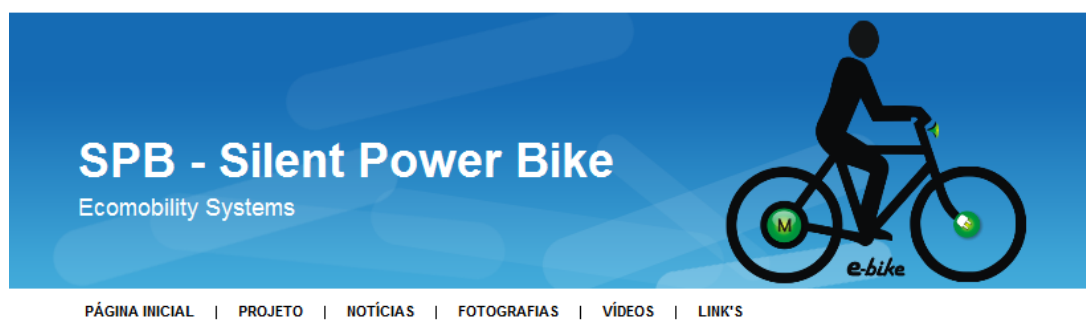 SPB - Silent Power Bike
Ecomobility Systems
M
e-bike
PÁGINA INICIAL | PROJETO | NOTÍCIAS | FOTOGRAFIAS | VÍDEOS | LINK'S